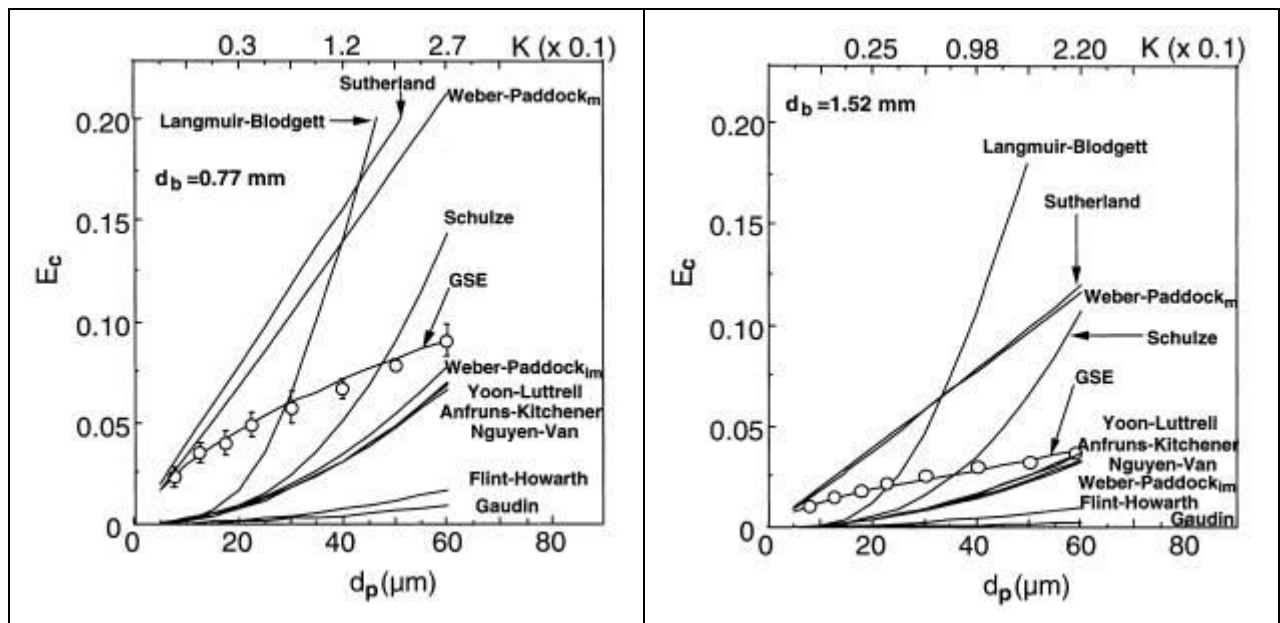 0.3 1.2 2.7 K (x 0.1)
Sutherland
Weber-Paddockm
Langmuir-Blodgett
0.20
d b =0.77 mm
0.15
Schulze
Ec
GSE
0.10
Weber-Paddockim
Yoon-Luttrell
Anfruns-Kitchener
0.05
Nguyen-Van
Flint-Howarth
Gaudin
0
0 20 40 60 80
dp(µm)
0.25 0.98 2.20 K (x 0.1)
d b =1.52 mm
0.20
Langmuir-Blodgett
Sutherland
0.15
Weber-Paddockm
Ec
Schulze
0.10
GSE
Yoon-Luttrell
Anfruns-Kitchener
0.05
Nguyen-Van
Weber-Paddockim
Flint-Howarth
Gaudin
0
0 20 40 60 80
dp(µm)